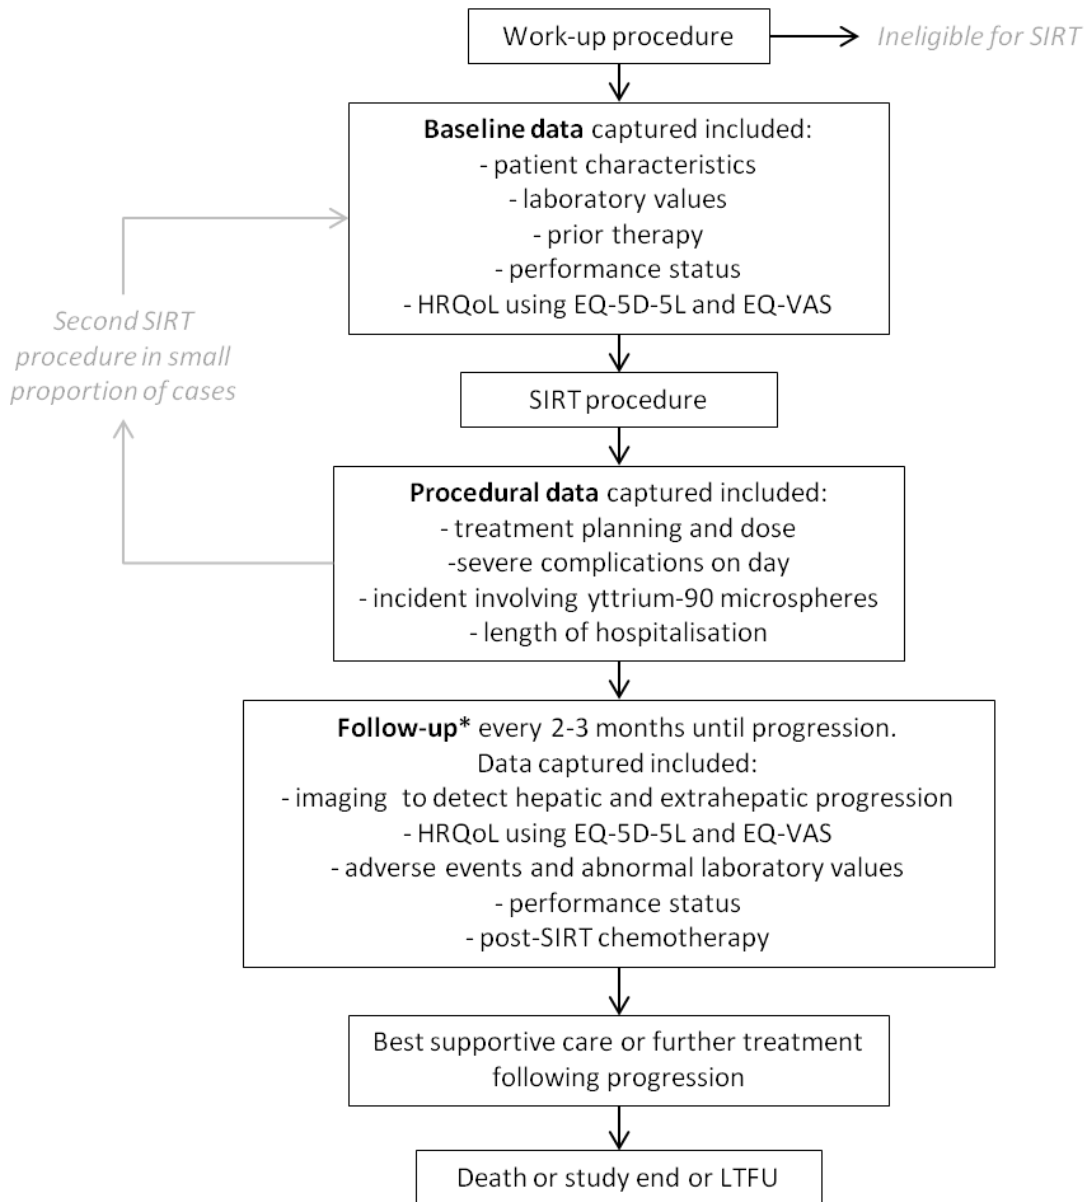 Work-up procedure
Ineligible for SIRT
Baseline data captured included:
- patient characteristics
- laboratory values
- prior therapy
- performance status
- HRQoL using EQ-5D-5L and EQ-VAS
Second SIRT
procedure in small
proportion of cases
SIRT procedure
Procedural data captured included:
- treatment planning and dose
-severe complications on day
- incident involving yttrium-90 microspheres
- length of hospitalisation
Follow-up* every 2-3 months until progression.
Data captured included:
- imaging to detect hepatic and extrahepatic progression
- HRQoL using EQ-5D-5L and EQ-VAS
- adverse events and abnormal laboratory values
- performance status
- post-SIRT chemotherapy
Best supportive care or further treatment
following progression
Death or study end or LTFU